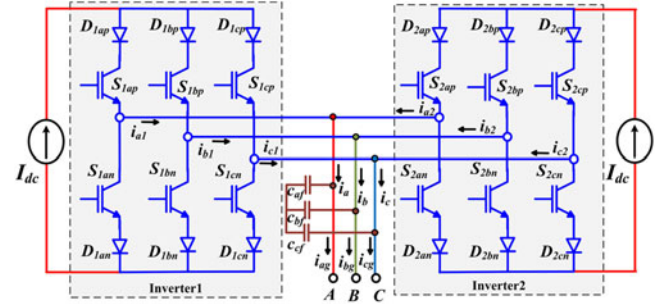 D1ap D1bp D1cp D2ap D2bp D2cp
S1ap S1bp S1cp S2ap S2bp S2cp
ia1 ib1 ic1 ia2 ib2 ic2
Idc Idc
S1an S1bn S1cn S2an S2bn S2cn
caf cbf ccf
ia ib ic
D1an D1bn D1cn D2an D2bn D2cn
iag ibg icg
Inverter1 A B C Inverter2